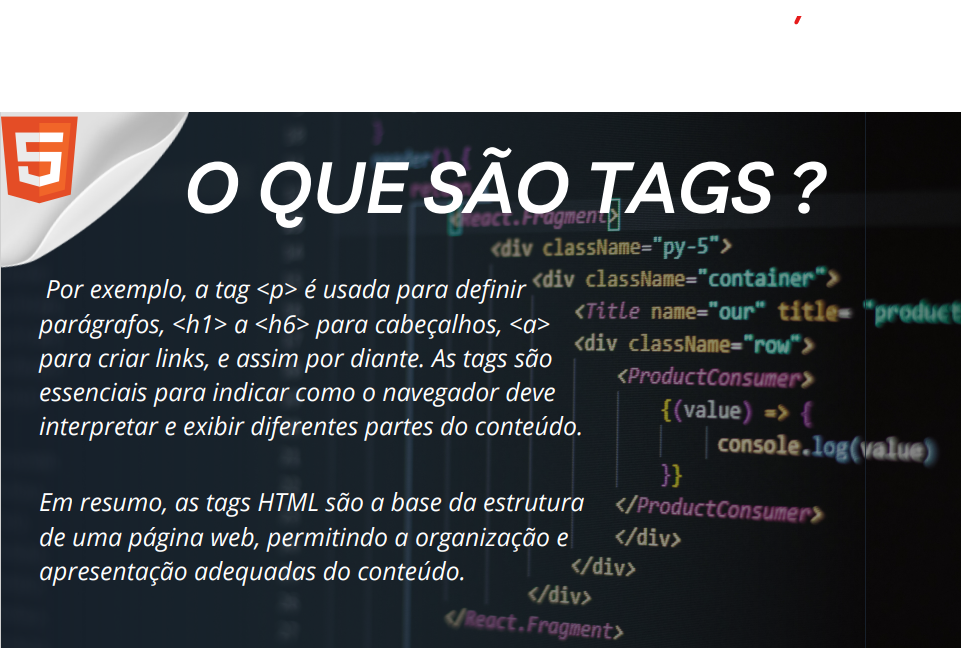 O QUE SÃO TAGS ?
Por exemplo, a tag <p> é usada para definir
parágrafos, <h1> a <h6> para cabeçalhos, <a>
para criar links, e assim por diante. As tags são
essenciais para indicar como o navegador deve
interpretar e exibir diferentes partes do conteúdo.
Em resumo, as tags HTML são a base da estrutura
de uma página web, permitindo a organização e
apresentação adequadas do conteúdo.
}
render() {
<React.Fragment>
<div className="py-5">
<div className="container">
<Title name="our" title= "product
<div className="row">
<ProductConsumer>
{(value) => {
console.log(value)
}}
</ProductConsumer>
</div>
</div>
</div>
</React.Fragment>